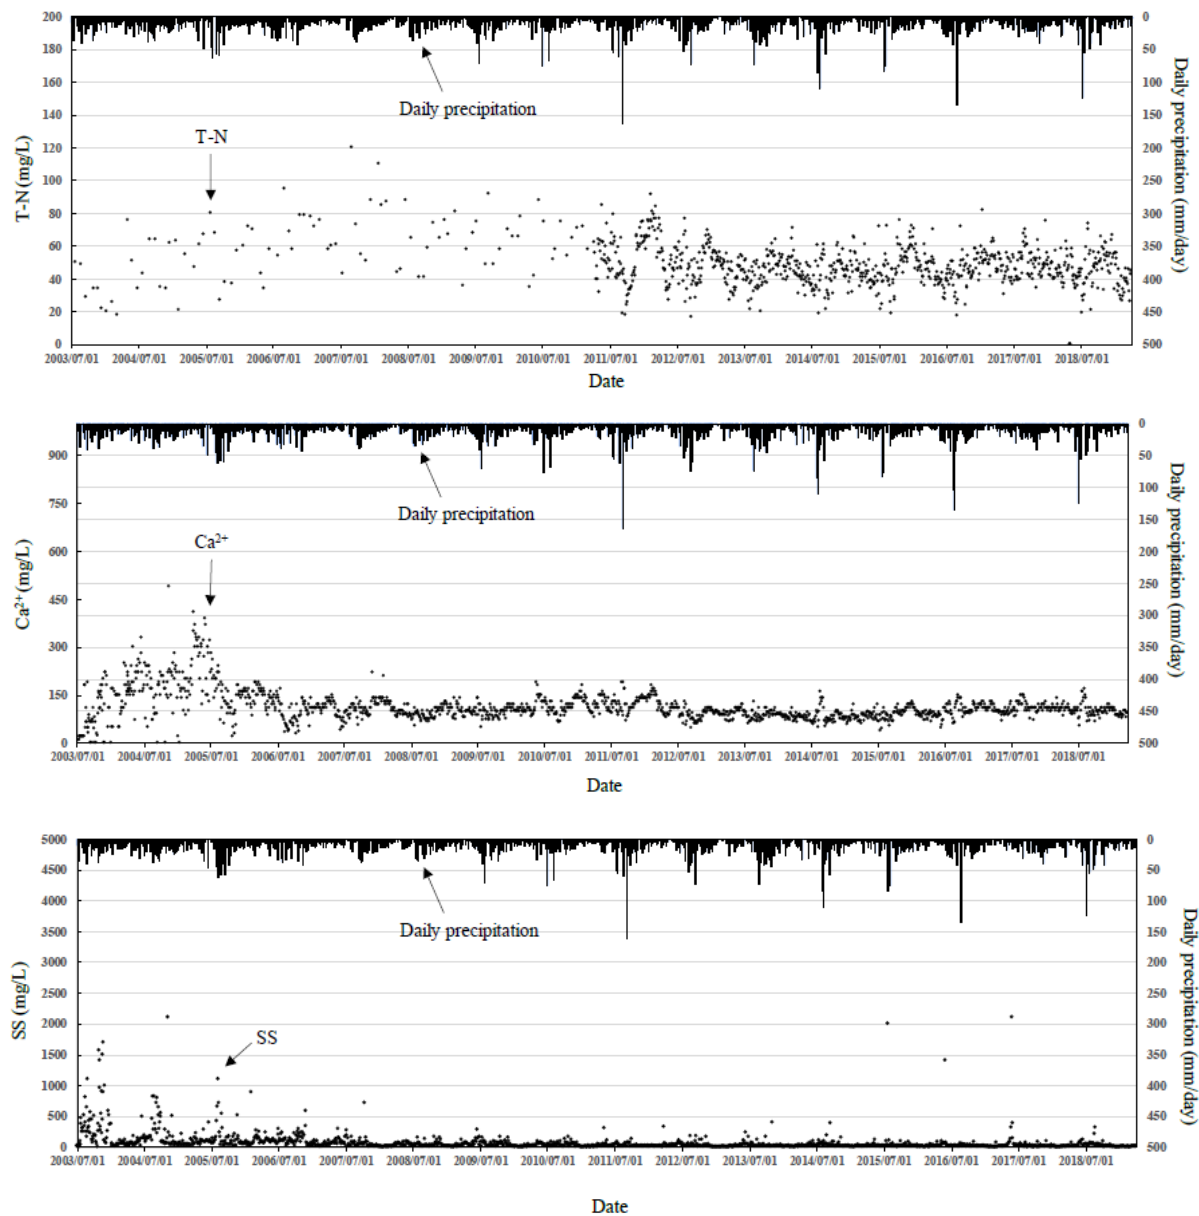 200 180 160 140 120 100 80 60 40 20 0
T-N (mg/L)
T-N
Daily precipitation
0 50 100 150 200 250 300 350 400 450 500
Daily precipitation (mm/day)
2003/07/01 2004/07/01 2005/07/01 2006/07/01 2007/07/01 2008/07/01 2009/07/01 2010/07/01 2011/07/01 2012/07/01 2013/07/01 2014/07/01 2015/07/01 2016/07/01 2017/07/01 2018/07/01
Date
900 750 600 450 300 150 0
Ca²⁺ (mg/L)
Ca²⁺
Daily precipitation
0 50 100 150 200 250 300 350 400 450 500
Daily precipitation (mm/day)
2003/07/01 2004/07/01 2005/07/01 2006/07/01 2007/07/01 2008/07/01 2009/07/01 2010/07/01 2011/07/01 2012/07/01 2013/07/01 2014/07/01 2015/07/01 2016/07/01 2017/07/01 2018/07/01
Date
5000 4500 4000 3500 3000 2500 2000 1500 1000 500 0
SS (mg/L)
SS
Daily precipitation
0 50 100 150 200 250 300 350 400 450 500
Daily precipitation (mm/day)
2003/07/01 2004/07/01 2005/07/01 2006/07/01 2007/07/01 2008/07/01 2009/07/01 2010/07/01 2011/07/01 2012/07/01 2013/07/01 2014/07/01 2015/07/01 2016/07/01 2017/07/01 2018/07/01
Date